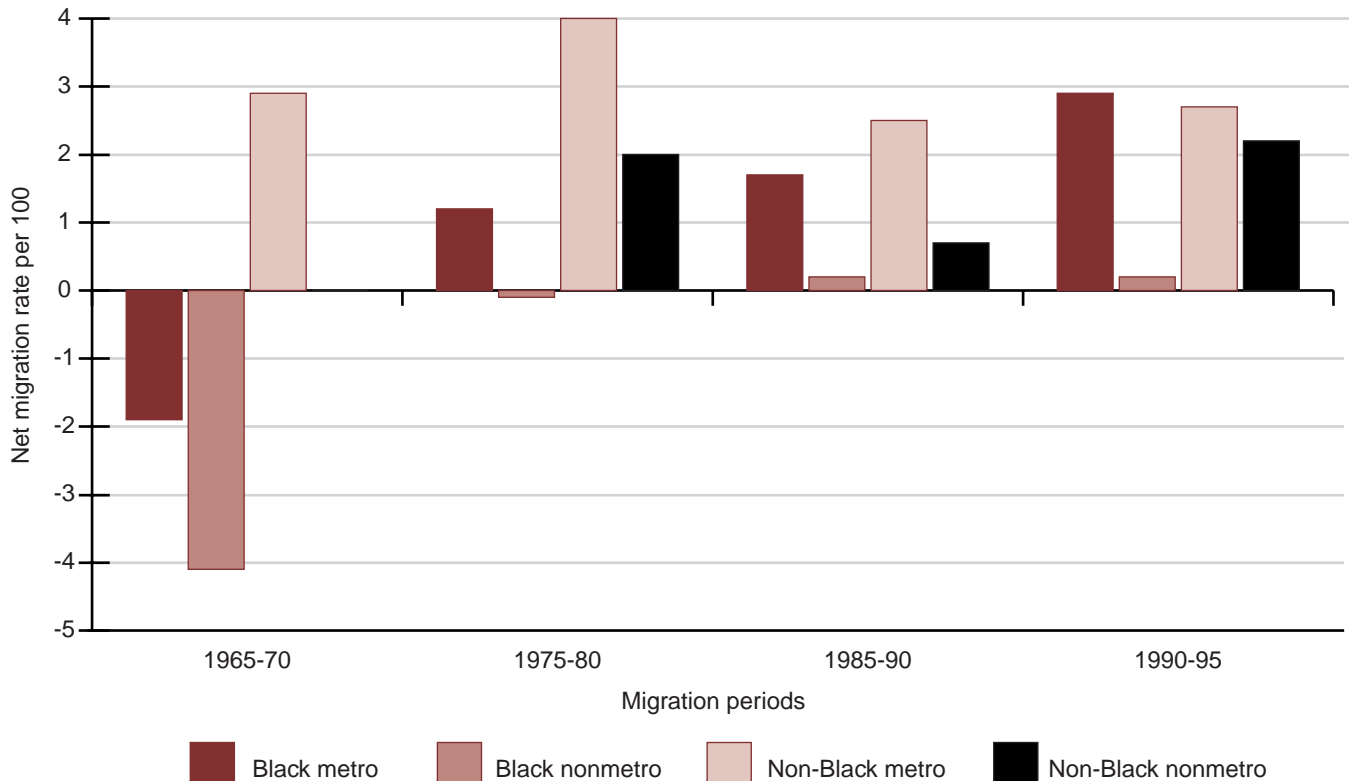 Net migration rate per 100
4
3
2
1
0
-1
-2
-3
-4
-5
1965-70 1975-80 1985-90 1990-95
Migration periods
Black metro Black nonmetro Non-Black metro Non-Black nonmetro